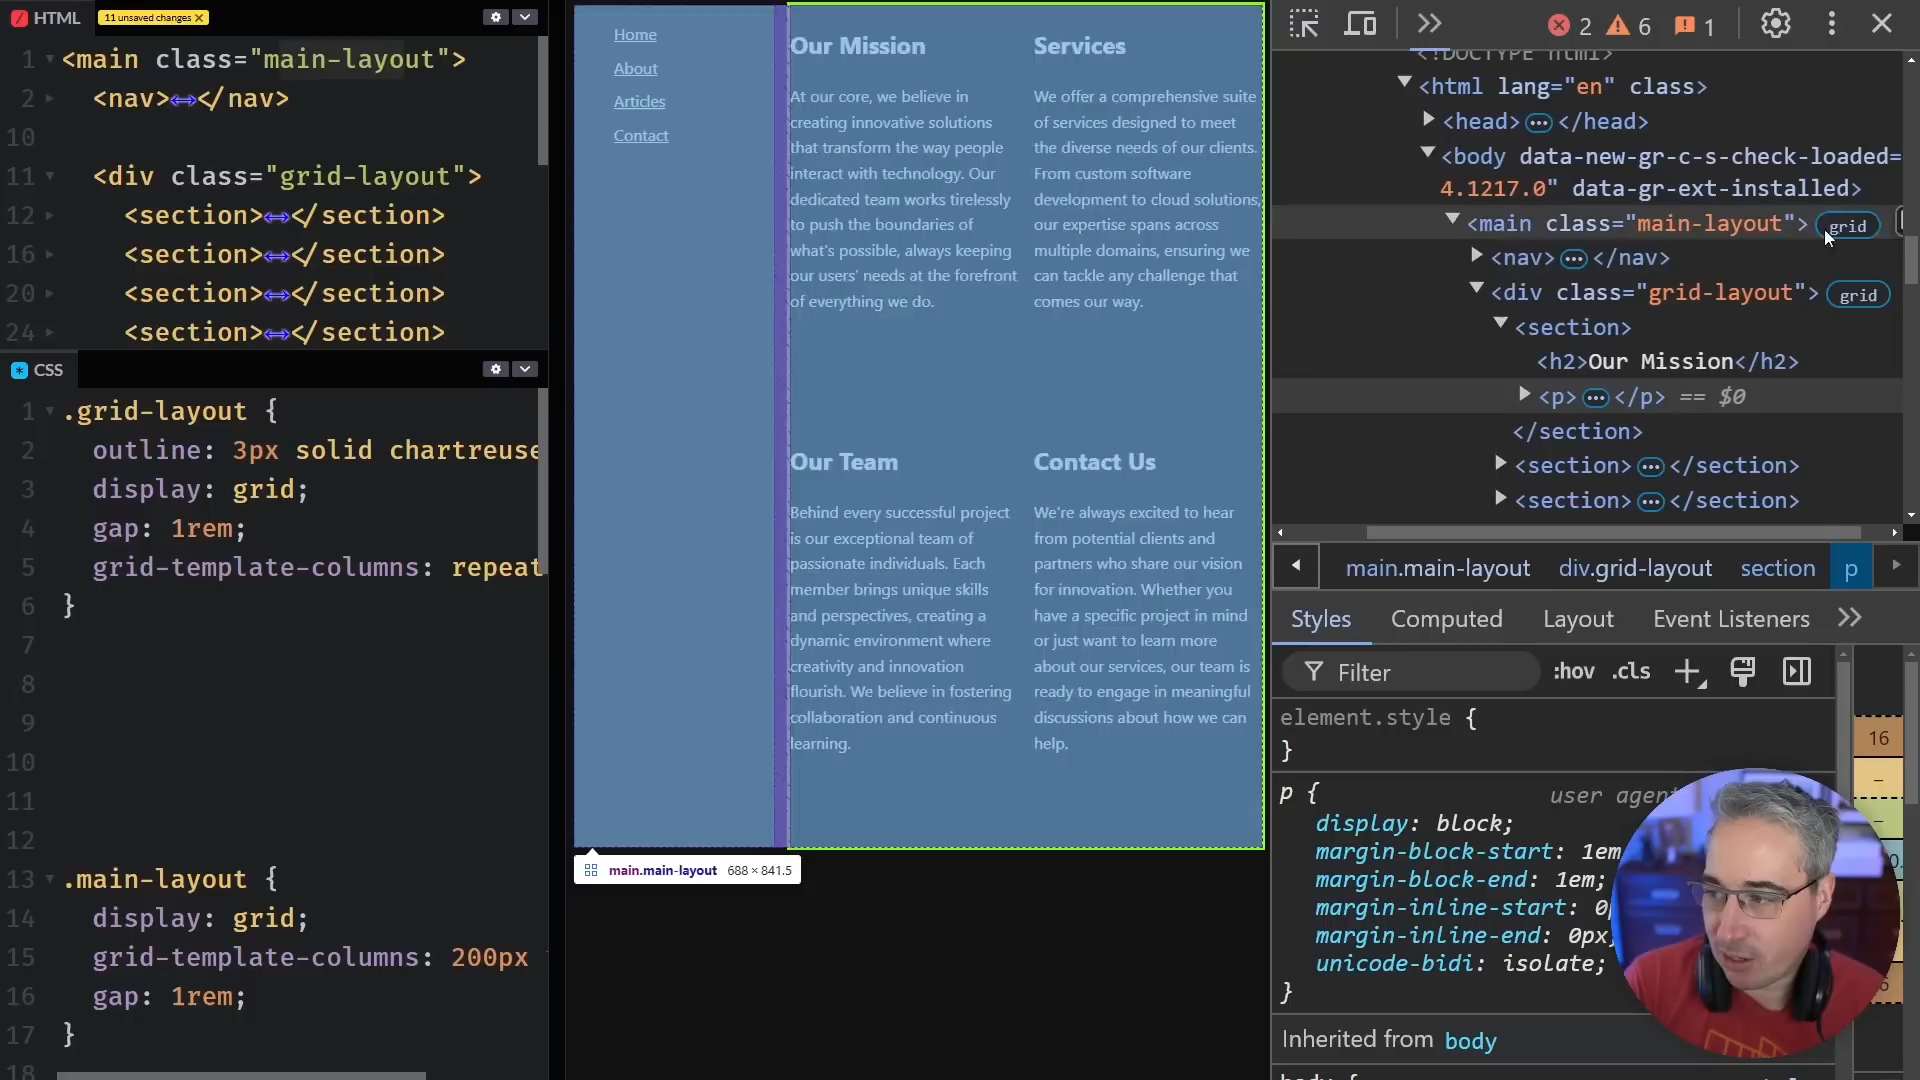 HTML
11 unsaved changes ×
1 <main class="main-layout">
2 <nav>↔</nav>
10
11 <div class="grid-layout">
12 <section>↔</section>
16 <section>↔</section>
20 <section>↔</section>
24 <section>↔</section>
CSS
1 .grid-layout {
2 outline: 3px solid chartreuse
3 display: grid;
4 gap: 1rem;
5 grid-template-columns: repeat
6 }
7
8
9
10
11
12
13 .main-layout {
14 display: grid;
15 grid-template-columns: 200px
16 gap: 1rem;
17 }
18
Home
About
Articles
Contact
Our Mission
At our core, we believe in
creating innovative solutions
that transform the way people
interact with technology. Our
dedicated team works tirelessly
to push the boundaries of
what's possible, always keeping
our users' needs at the forefront
of everything we do.
Services
We offer a comprehensive suite
of services designed to meet
the diverse needs of our clients.
From custom software
development to cloud solutions,
our expertise spans across
multiple domains, ensuring we
can tackle any challenge that
comes our way.
Our Team
Behind every successful project
is our exceptional team of
passionate individuals. Each
member brings unique skills
and perspectives, creating a
dynamic environment where
creativity and innovation
flourish. We believe in fostering
collaboration and continuous
learning.
Contact Us
We're always excited to hear
from potential clients and
partners who share our vision
for innovation. Whether you
have a specific project in mind
or just want to learn more
about our services, our team is
ready to engage in meaningful
discussions about how we can
help.
main.main-layout 688 × 841.5
2 6 1
<!DOCTYPE html>
<html lang="en" class>
<head> ••• </head>
<body data-new-gr-c-s-check-loaded=
4.1217.0" data-gr-ext-installed>
<main class="main-layout"> grid
<nav> ••• </nav>
<div class="grid-layout"> grid
<section>
<h2>Our Mission</h2>
<p> ••• </p> == $0
</section>
<section> ••• </section>
<section> ••• </section>
main.main-layout div.grid-layout section p
Styles Computed Layout Event Listeners
Filter :hov .cls
element.style {
}
p { user agent
display: block;
margin-block-start: 1em
margin-block-end: 1em;
margin-inline-start: 0p
margin-inline-end: 0px;
unicode-bidi: isolate;
}
Inherited from body
16
–
–